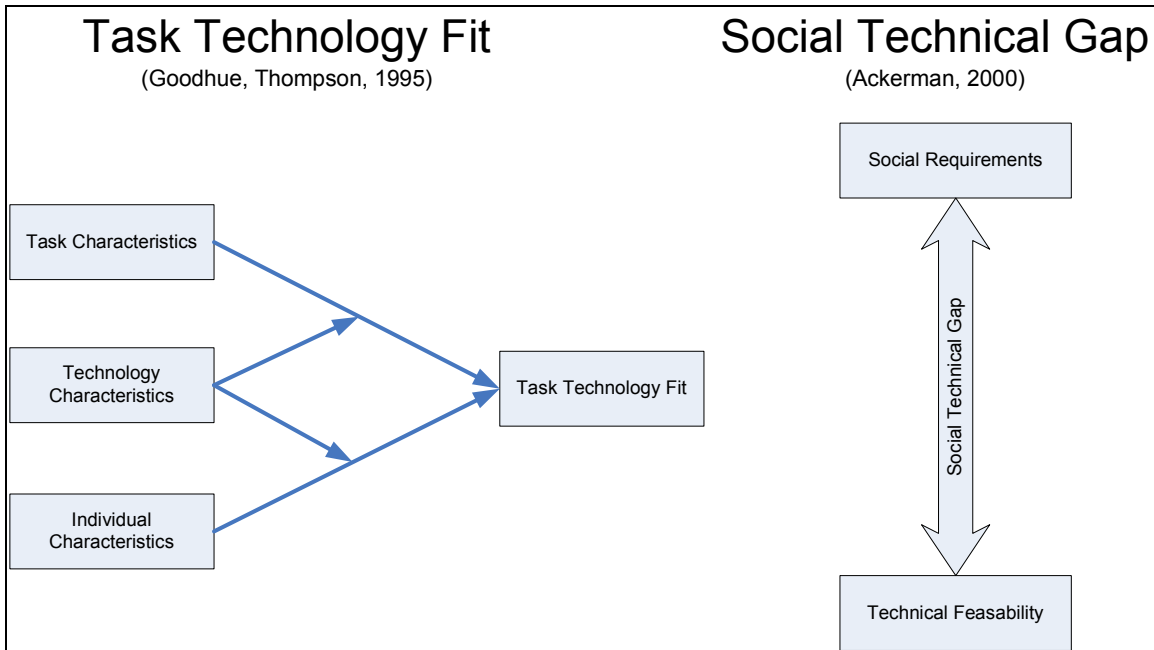 Task Technology Fit
(Goodhue, Thompson, 1995)
Task Characteristics
Technology
Characteristics
Individual
Characteristics
Task Technology Fit
Social Technical Gap
(Ackerman, 2000)
Social Requirements
Social Technical Gap
Technical Feasability